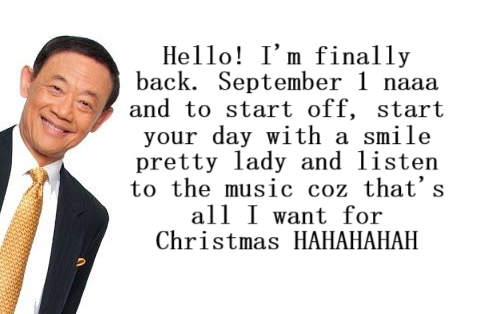 Hello! I'm finally
back. September 1 naaa
and to start off, start
your day with a smile
pretty lady and listen
to the music coz that's
all I want for
Christmas HAHAHAHAH